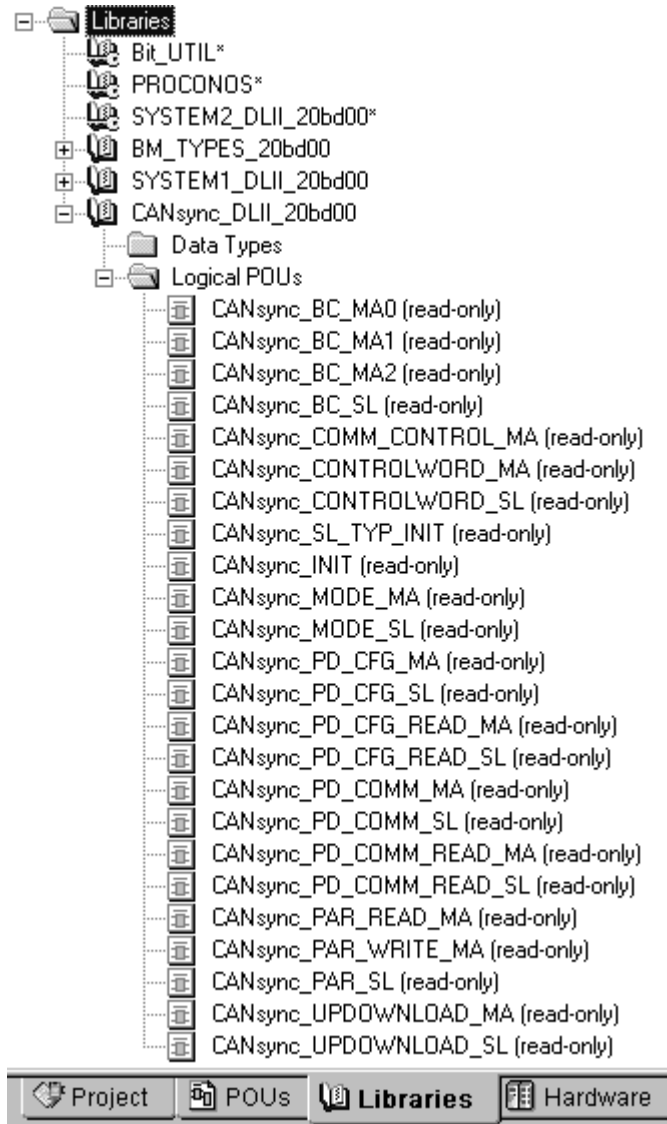 Libraries
Bit_UTIL*
PROCONOS*
SYSTEM2_DLII_20bd00*
BM_TYPES_20bd00
SYSTEM1_DLII_20bd00
CANsync_DLII_20bd00
Data Types
Logical POUs
CANsync_BC_MA0 (read-only)
CANsync_BC_MA1 (read-only)
CANsync_BC_MA2 (read-only)
CANsync_BC_SL (read-only)
CANsync_COMM_CONTROL_MA (read-only)
CANsync_CONTROLWORD_MA (read-only)
CANsync_CONTROLWORD_SL (read-only)
CANsync_SL_TYP_INIT (read-only)
CANsync_INIT (read-only)
CANsync_MODE_MA (read-only)
CANsync_MODE_SL (read-only)
CANsync_PD_CFG_MA (read-only)
CANsync_PD_CFG_SL (read-only)
CANsync_PD_CFG_READ_MA (read-only)
CANsync_PD_CFG_READ_SL (read-only)
CANsync_PD_COMM_MA (read-only)
CANsync_PD_COMM_SL (read-only)
CANsync_PD_COMM_READ_MA (read-only)
CANsync_PD_COMM_READ_SL (read-only)
CANsync_PAR_READ_MA (read-only)
CANsync_PAR_WRITE_MA (read-only)
CANsync_PAR_SL (read-only)
CANsync_UPDOWNLOAD_MA (read-only)
CANsync_UPDOWNLOAD_SL (read-only)
Project POUs Libraries Hardware